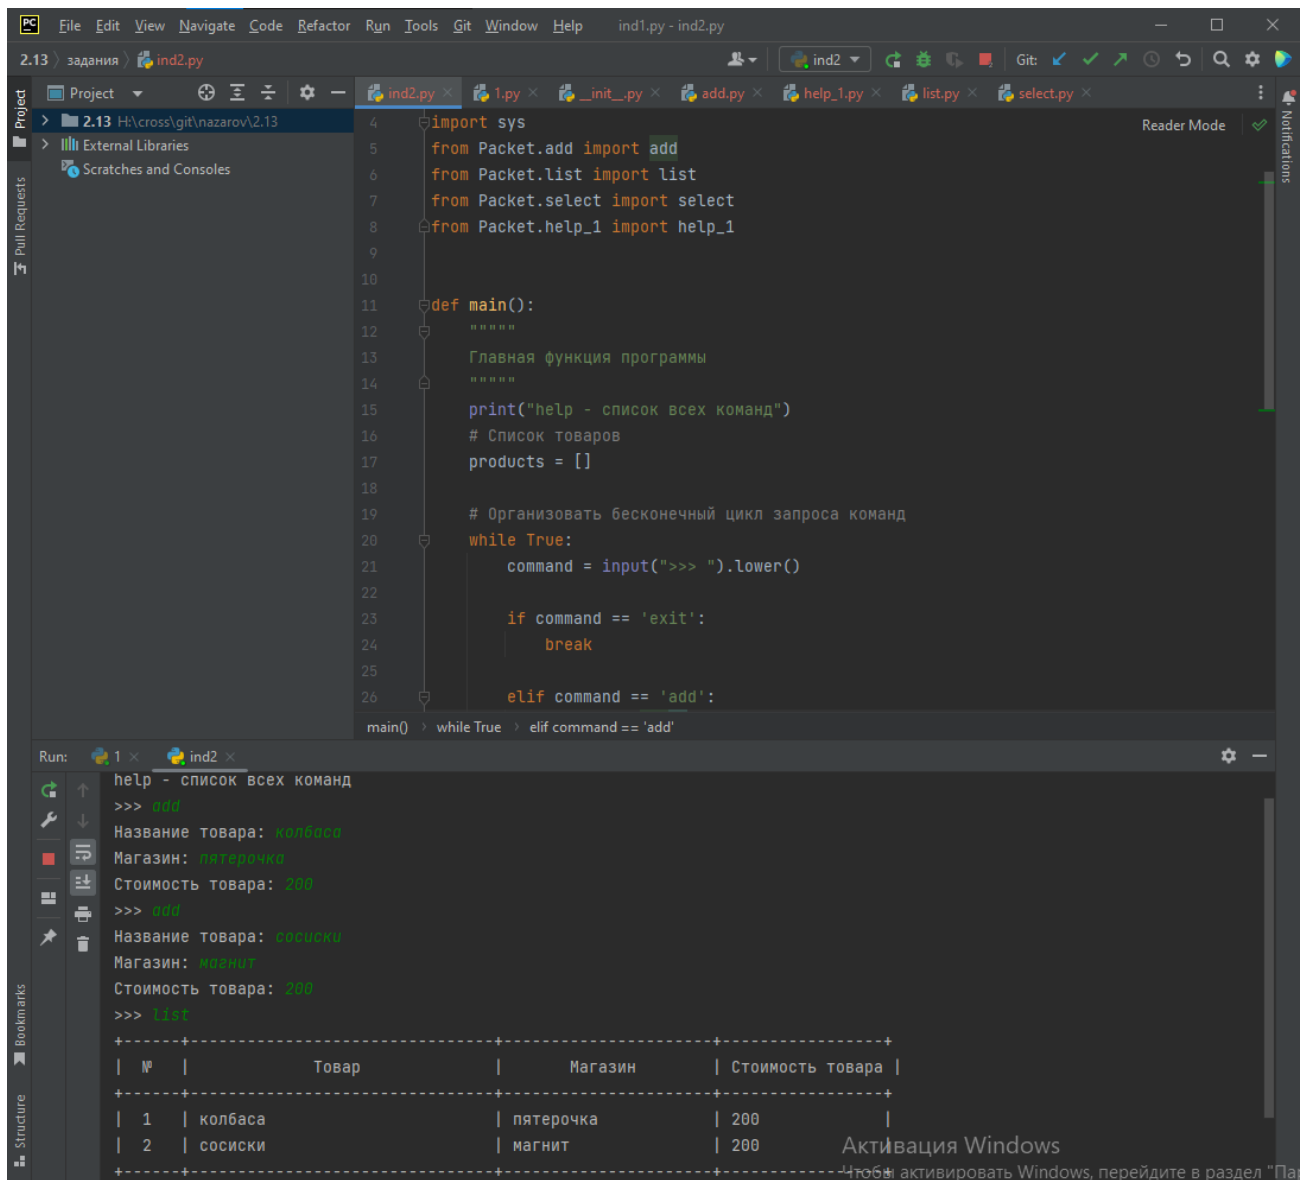 PC File Edit View Navigate Code Refactor Run Tools Git Window Help ind1.py - ind2.py
2.13 задания ind2.py ind2 Git:
Project ind2.py 1.py __init__.py add.py help_1.py list.py select.py
2.13 H:\cross\git\nazarov\2.13
External Libraries
Scratches and Consoles
Project
Pull Requests
Bookmarks
Structure
Notifications
Reader Mode
4 import sys
5 from Packet.add import add
6 from Packet.list import list
7 from Packet.select import select
8 from Packet.help_1 import help_1
9
10
11 def main():
12 """""
13 Главная функция программы
14 """""
15 print("help - список всех команд")
16 # Список товаров
17 products = []
18
19 # Организовать бесконечный цикл запроса команд
20 while True:
21 command = input(">>> ").lower()
22
23 if command == 'exit':
24 break
25
26 elif command == 'add':
main() while True elif command == 'add'
Run: 1 ind2
help - список всех команд
>>> add
Название товара: колбаса
Магазин: пятерочка
Стоимость товара: 200
>>> add
Название товара: сосиски
Магазин: магнит
Стоимость товара: 200
>>> list
+------+--------------------------------+----------------------+-----------------+
| № | Товар | Магазин | Стоимость товара |
+------+--------------------------------+----------------------+-----------------+
| 1 | колбаса | пятерочка | 200 |
| 2 | сосиски | магнит | 200 |
+------+--------------------------------+----------------------+-----------------+
Активация Windows
Чтобы активировать Windows, перейдите в раздел "Па